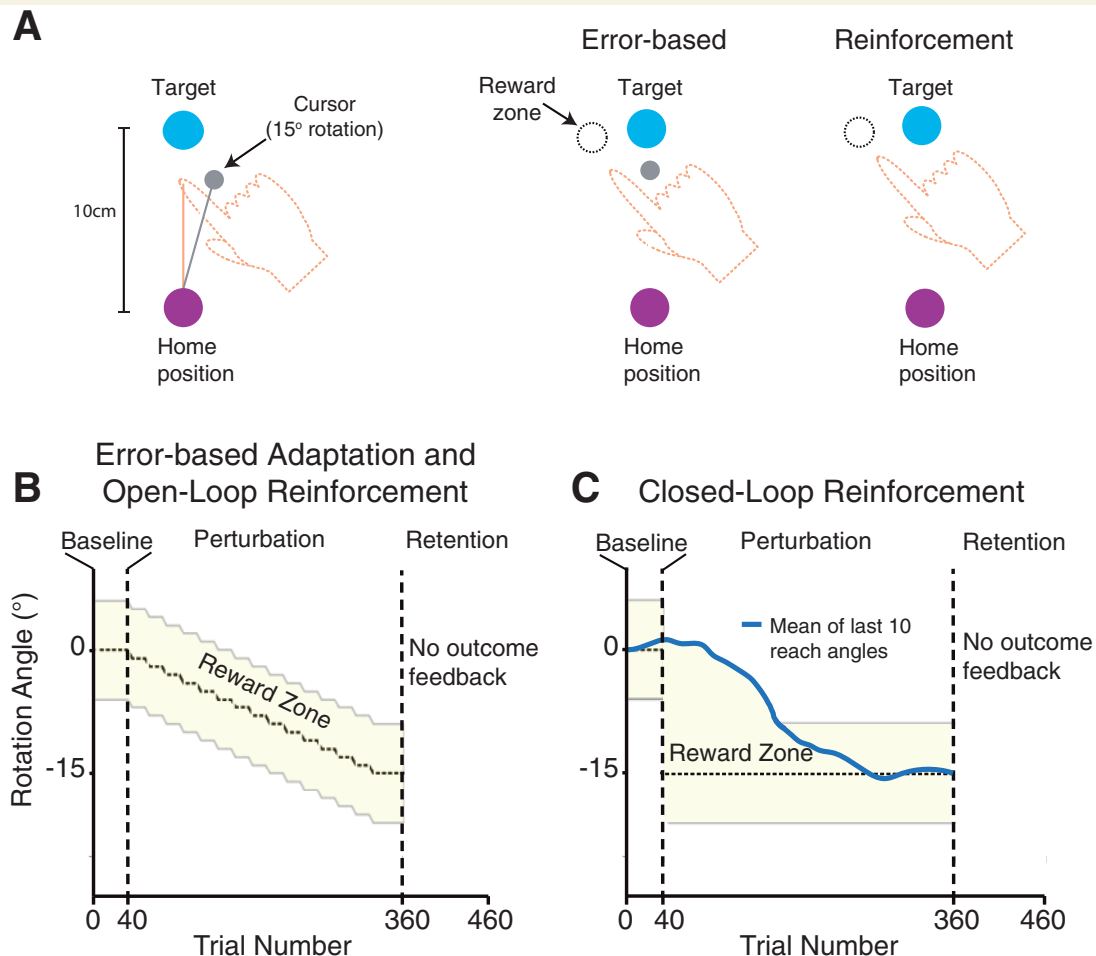 A
Target
Cursor
(15° rotation)
10cm
Home
position
Error-based
Reward
zone
Target
Home
position
Reinforcement
Target
Home
position
Error-based Adaptation and
B Open-Loop Reinforcement
Baseline Perturbation Retention
Rotation Angle (°)
0
-15
Reward Zone
No outcome
feedback
0 40 360 460
Trial Number
C Closed-Loop Reinforcement
Baseline Perturbation Retention
0
-15
Mean of last 10
reach angles
Reward Zone
No outcome
feedback
0 40 360 460
Trial Number